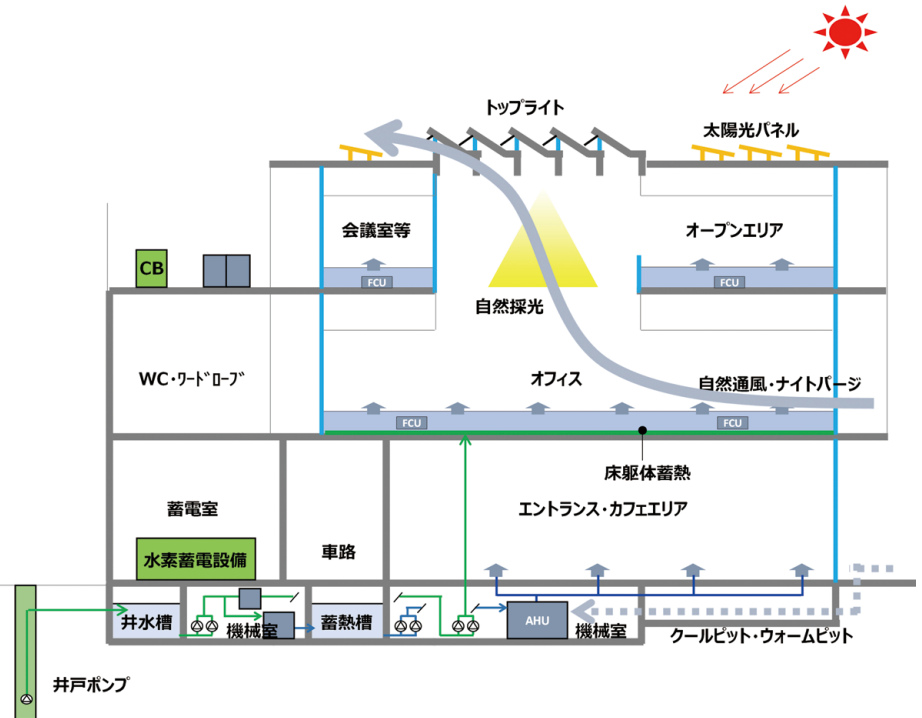 トップライト
太陽光パネル
会議室等
オープンエリア
CB
FCU
FCU
自然採光
WC・ワードローブ
オフィス
自然通風・ナイトパージ
FCU
FCU
床躯体蓄熱
蓄電室
エントランス・カフェエリア
車路
水素蓄電設備
井水槽
機械室
蓄熱槽
AHU
機械室
クールピット・ウォームピット
井戸ポンプ